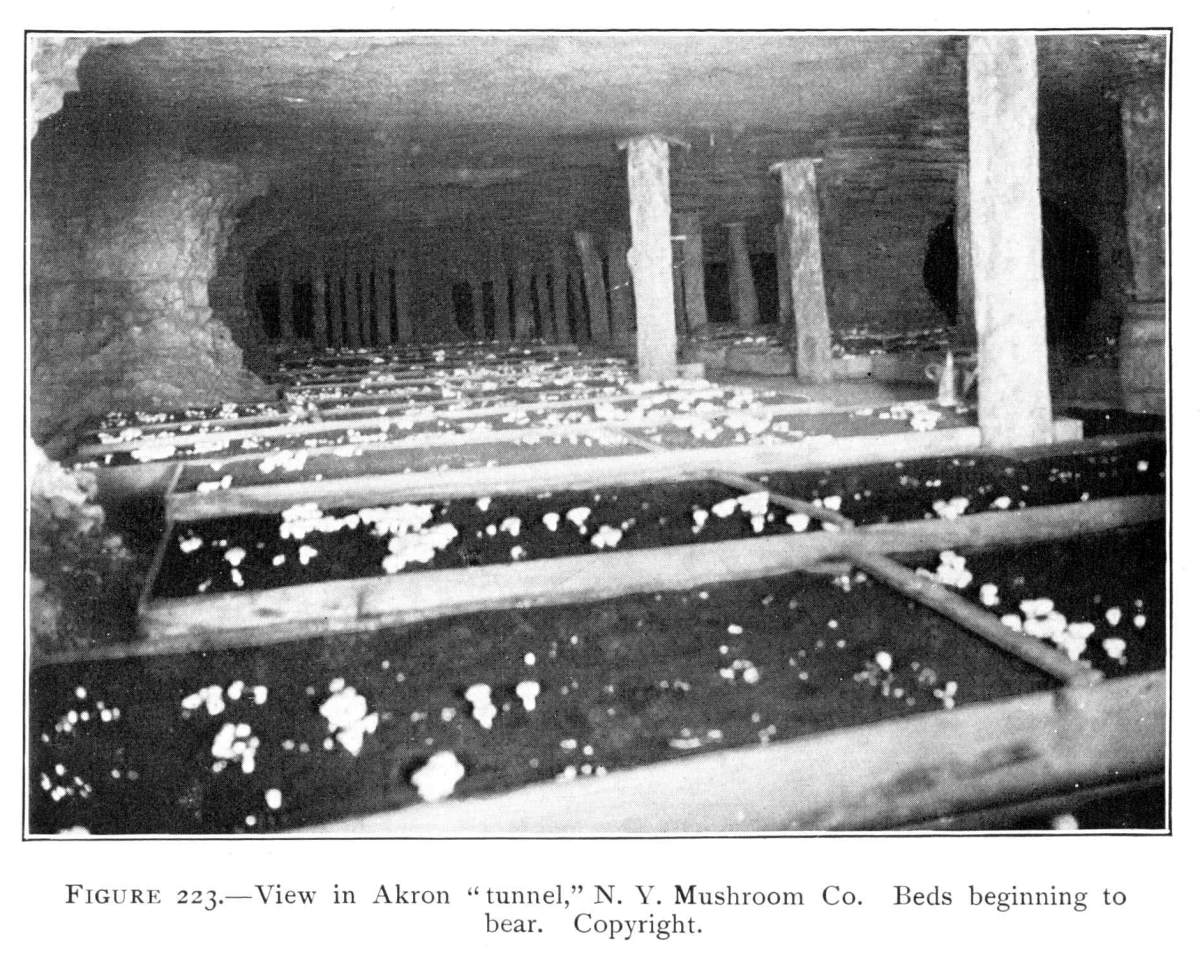 FIGURE 223.—View in Akron “tunnel,” N. Y. Mushroom Co. Beds beginning to
bear. Copyright.